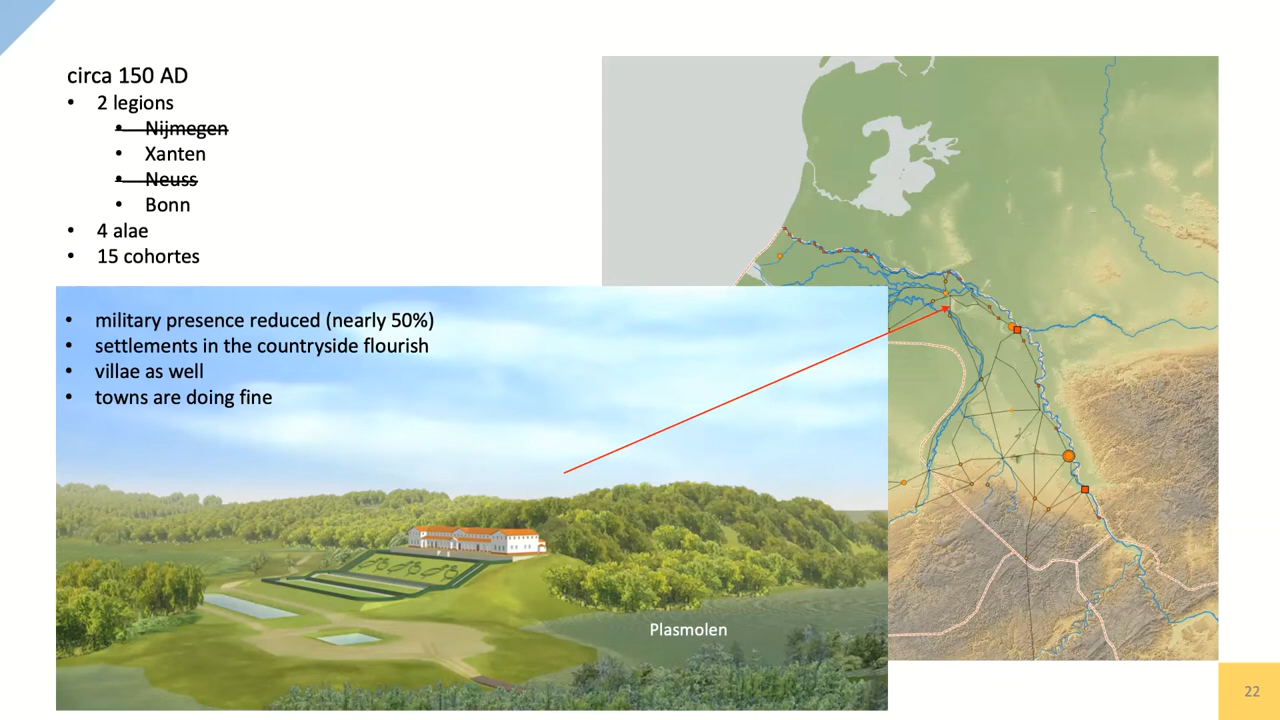 circa 150 AD
• 2 legions
• Nijmegen
• Xanten
• Neuss
• Bonn
• 4 alae
• 15 cohortes
• military presence reduced (nearly 50%)
• settlements in the countryside flourish
• villae as well
• towns are doing fine
Plasmolen
22